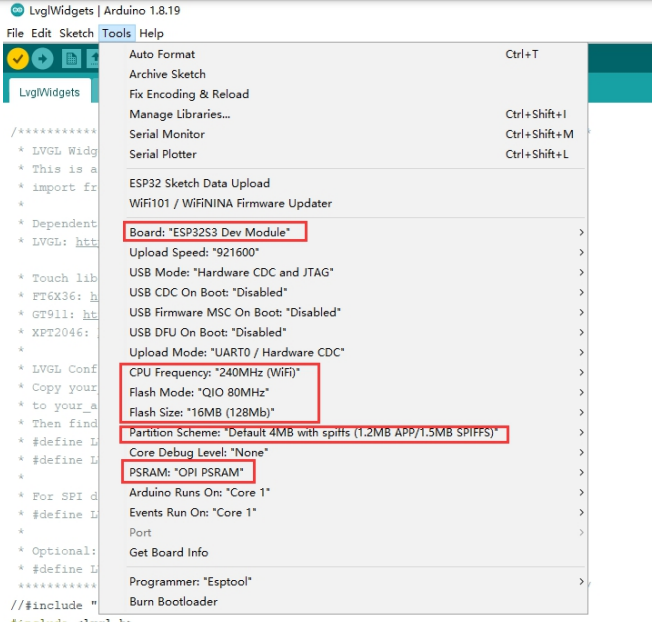 LvglWidgets | Arduino 1.8.19
File Edit Sketch Tools Help
LvglWidgets
Auto Format Ctrl+T
Archive Sketch
Fix Encoding & Reload
Manage Libraries... Ctrl+Shift+I
Serial Monitor Ctrl+Shift+M
Serial Plotter Ctrl+Shift+L
ESP32 Sketch Data Upload
WiFi101 / WiFiNINA Firmware Updater
Board: "ESP32S3 Dev Module"
Upload Speed: "921600"
USB Mode: "Hardware CDC and JTAG"
USB CDC On Boot: "Disabled"
USB Firmware MSC On Boot: "Disabled"
USB DFU On Boot: "Disabled"
Upload Mode: "UART0 / Hardware CDC"
CPU Frequency: "240MHz (WiFi)"
Flash Mode: "QIO 80MHz"
Flash Size: "16MB (128Mb)"
Partition Scheme: "Default 4MB with spiffs (1.2MB APP/1.5MB SPIFFS)"
Core Debug Level: "None"
PSRAM: "OPI PSRAM"
Arduino Runs On: "Core 1"
Events Run On: "Core 1"
Port
Get Board Info
Programmer: "Esptool"
Burn Bootloader
/***********
* LVGL Widg
* This is a
* import fr
*
* Dependent
* LVGL: htt
* Touch lib
* FT6X36: h
* GT911: ht
* XPT2046:
*
* LVGL Conf
* Copy your
* to your_a
* Then find
* #define L
* #define L
*
* For SPI d
* #define L
*
* Optional:
* #define L
***********
//#include "